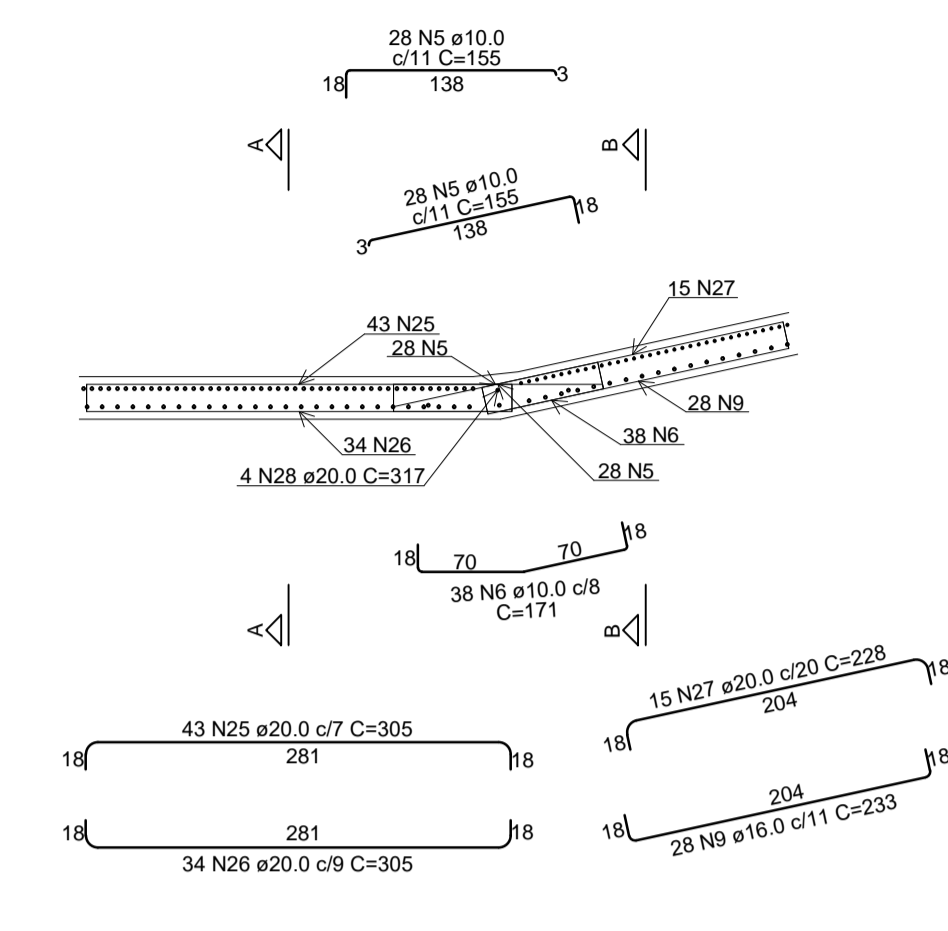 28 N5 ø10.0
c/11 C=155
18
138
3
A
B
28 N5 ø10.0
c/11 C=155
3
138
18
15 N27
43 N25
28 N5
28 N9
38 N6
34 N26
28 N5
4 N28 ø20.0 C=317
18
70
70
18
38 N6 ø10.0 c/8
C=171
A
B
15 N27 ø20.0 c/20 C=228
18
204
18
43 N25 ø20.0 c/7 C=305
18
281
18
18
281
18
34 N26 ø20.0 c/9 C=305
18
204
18
28 N9 ø16.0 c/11 C=233